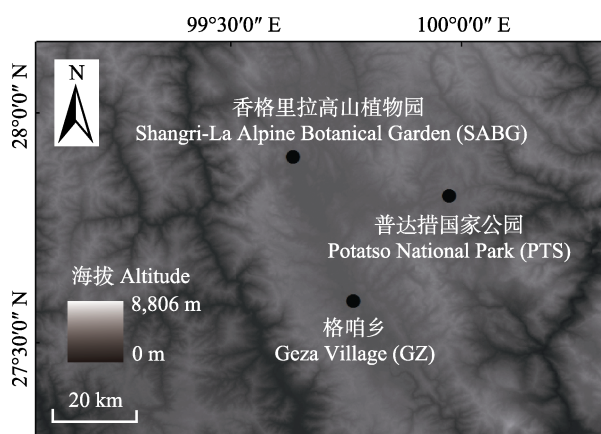 99°30′0″ E
100°0′0″ E
28°0′0″ N
N
香格里拉高山植物园
Shangri-La Alpine Botanical Garden (SABG)
普达措国家公园
Potatso National Park (PTS)
海拔 Altitude
8,806 m
0 m
格咱乡
Geza Village (GZ)
27°30′0″ N
20 km